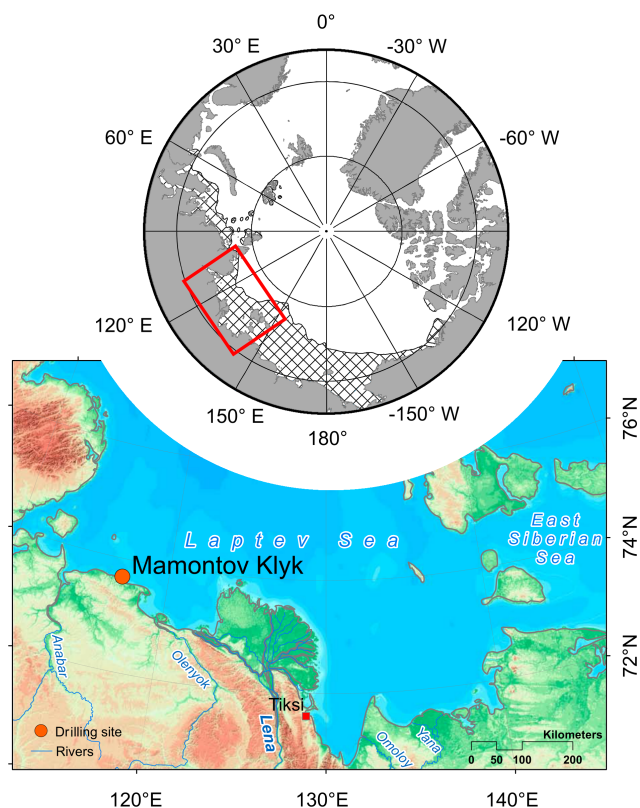 0°
30° E
-30° W
60° E
-60° W
120° E
120° W
150° E
-150° W
180°
76°N
Laptev Sea
East
Siberian
Sea
74°N
Mamontov Klyk
Anabar
Olenyok
72°N
Tiksi
Lena
Omoloy
Yana
Drilling site
Rivers
Kilometers
0 50 100 200
120°E
130°E
140°E